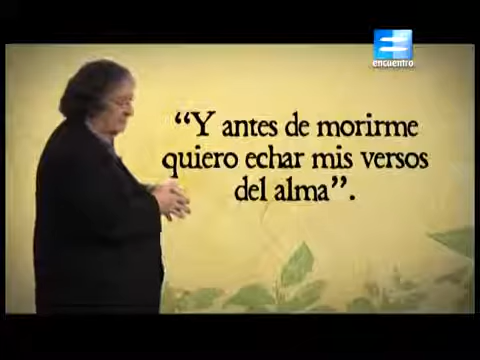 encuentro
“Y antes de morirme
quiero echar mis versos
del alma”.